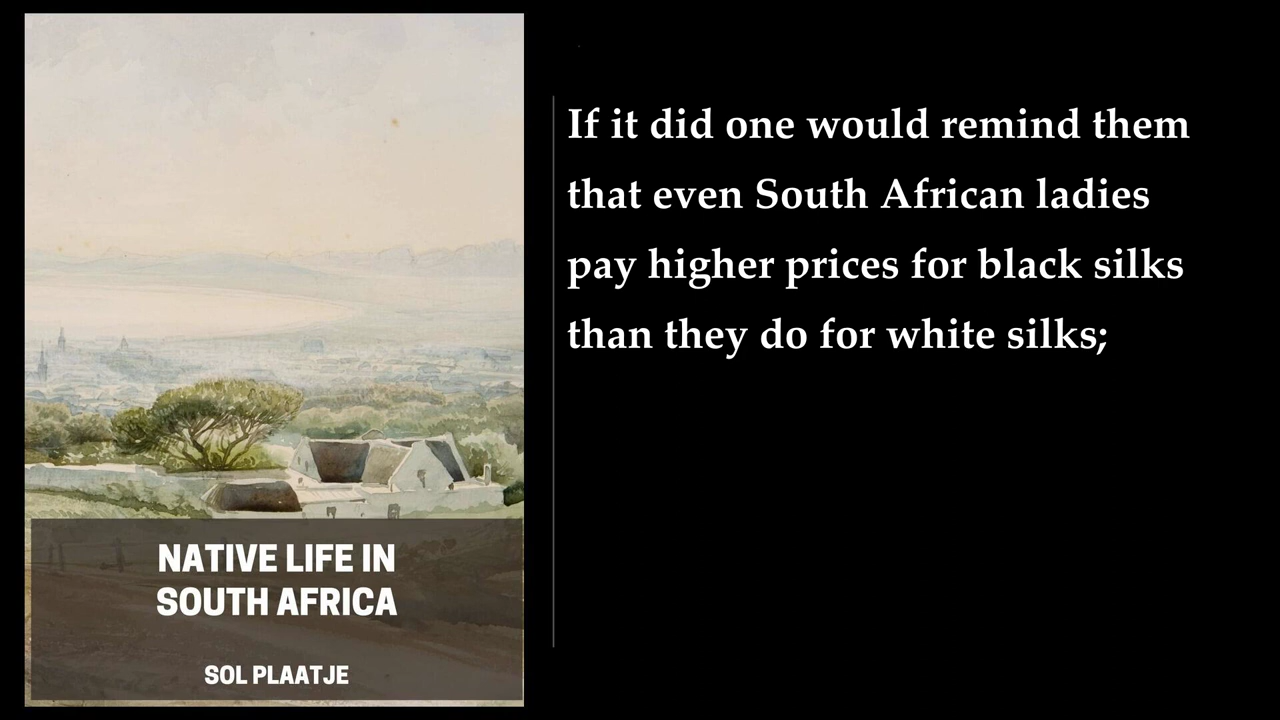 NATIVE LIFE IN
SOUTH AFRICA
SOL PLAATJE
If it did one would remind them
that even South African ladies
pay higher prices for black silks
than they do for white silks;